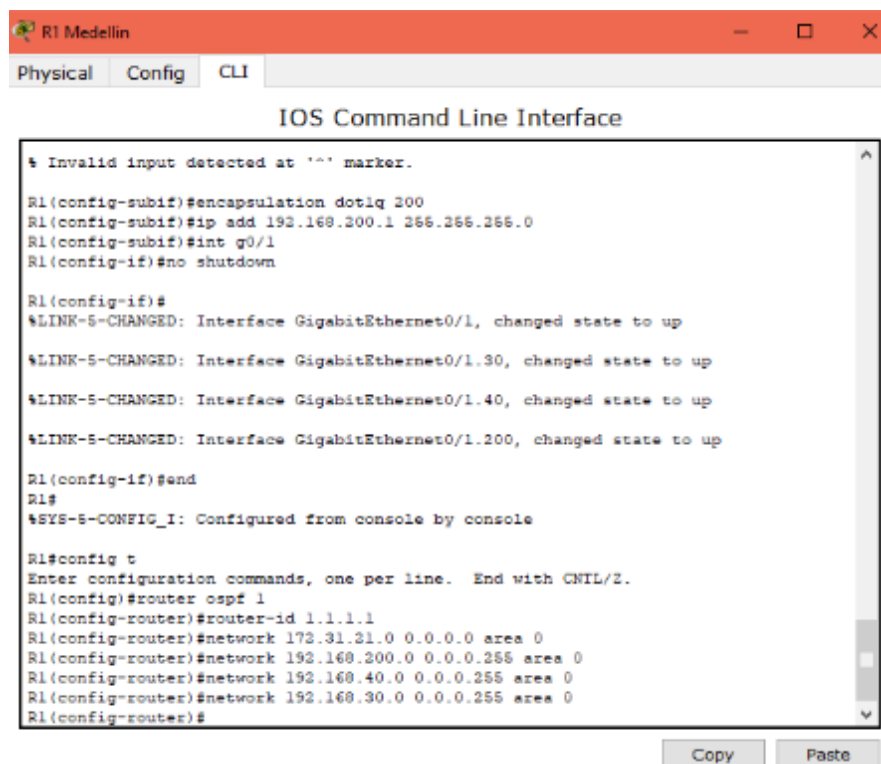 R1 Medellin
Physical Config CLI
IOS Command Line Interface
% Invalid input detected at '^' marker.
R1(config-subif)#encapsulation dot1q 200
R1(config-subif)#ip add 192.168.200.1 255.255.255.0
R1(config-subif)#int g0/1
R1(config-if)#no shutdown
R1(config-if)#
%LINK-5-CHANGED: Interface GigabitEthernet0/1, changed state to up
%LINK-5-CHANGED: Interface GigabitEthernet0/1.30, changed state to up
%LINK-5-CHANGED: Interface GigabitEthernet0/1.40, changed state to up
%LINK-5-CHANGED: Interface GigabitEthernet0/1.200, changed state to up
R1(config-if)#end
R1#
%SYS-5-CONFIG_I: Configured from console by console
R1#config t
Enter configuration commands, one per line. End with CNTL/Z.
R1(config)#router ospf 1
R1(config-router)#router-id 1.1.1.1
R1(config-router)#network 172.31.21.0 0.0.0.0 area 0
R1(config-router)#network 192.168.200.0 0.0.0.255 area 0
R1(config-router)#network 192.168.40.0 0.0.0.255 area 0
R1(config-router)#network 192.168.30.0 0.0.0.255 area 0
R1(config-router)#
Copy Paste